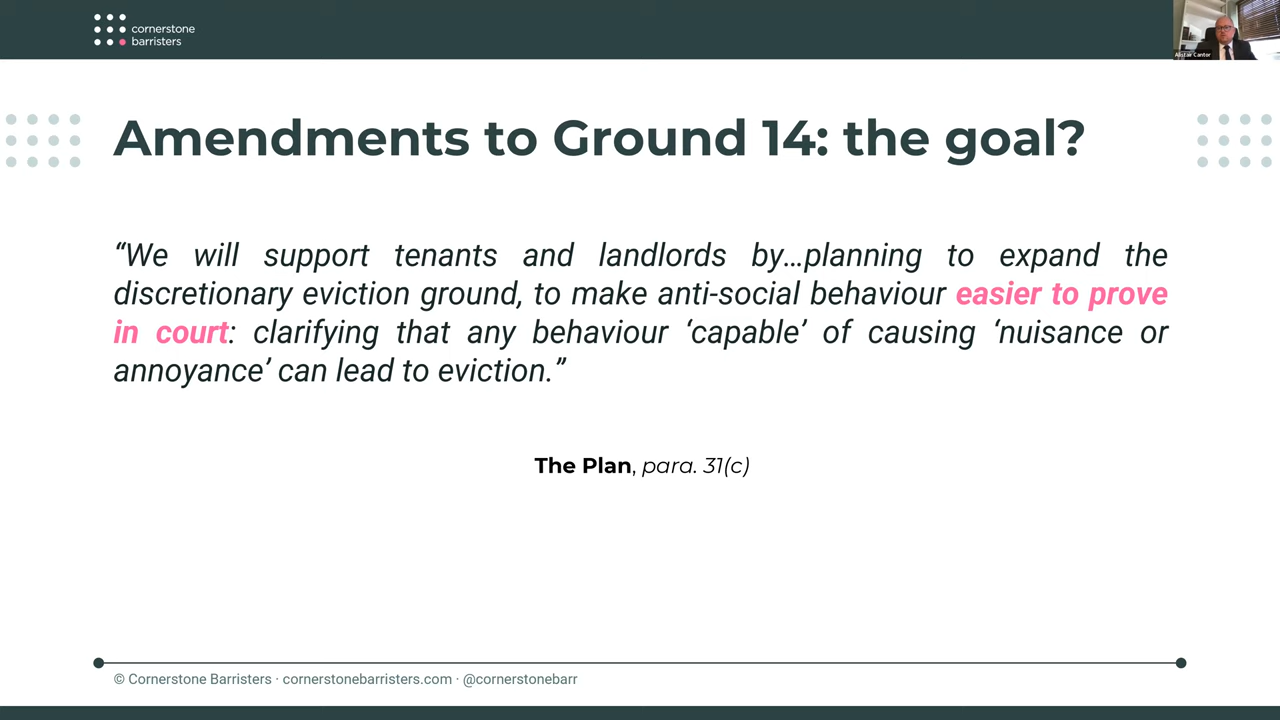 cornerstone
barristers
Alistair Cantor
Amendments to Ground 14: the goal?
“We will support tenants and landlords by…planning to expand the
discretionary eviction ground, to make anti-social behaviour easier to prove
in court: clarifying that any behaviour ‘capable’ of causing ‘nuisance or
annoyance’ can lead to eviction.”
The Plan, para. 31(c)
© Cornerstone Barristers · cornerstonebarristers.com · @cornerstonebarr